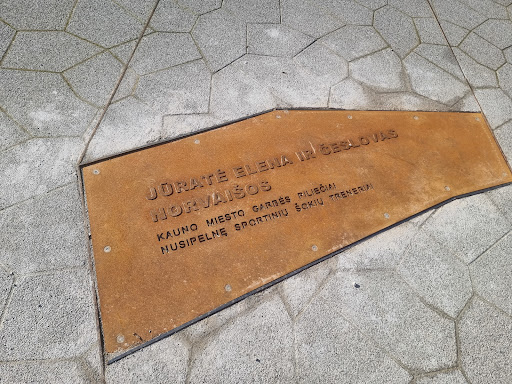 JŪRATĖ ELENA IR ČESLOVAS
NORVAIŠOS
KAUNO MIESTO GARBĖS PILIEČIAI
NUSIPELNĘ SPORTINIŲ ŠOKIŲ TRENERIAI